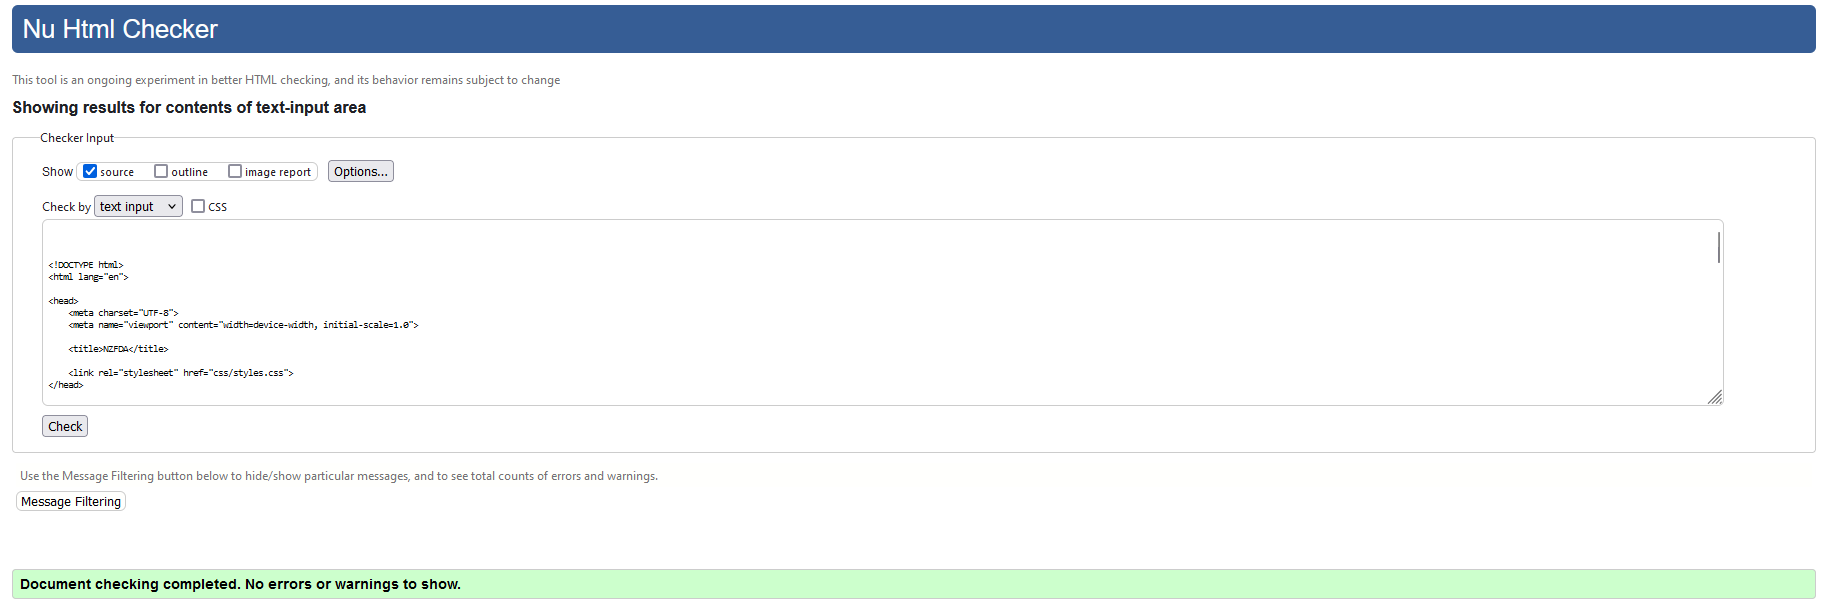 Nu Html Checker
This tool is an ongoing experiment in better HTML checking, and its behavior remains subject to change
Showing results for contents of text-input area
Checker Input
Show source outline image report Options...
Check by text input CSS
<!DOCTYPE html>
<html lang="en">
<head>
<meta charset="UTF-8">
<meta name="viewport" content="width=device-width, initial-scale=1.0">
<title>NZFDA</title>
<link rel="stylesheet" href="css/styles.css">
</head>
Check
Use the Message Filtering button below to hide/show particular messages, and to see total counts of errors and warnings.
Message Filtering
Document checking completed. No errors or warnings to show.